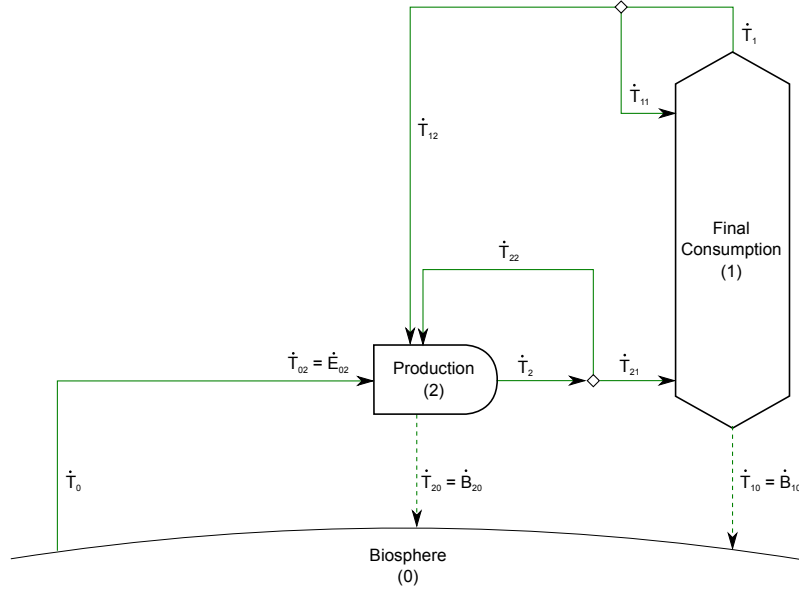 Ṫ₁
Ṫ₁₁
Ṫ₁₂
Final
Consumption
(1)
Ṫ₂₂
Ṫ₀₂ = Ė₀₂
Production
(2)
Ṫ₂
Ṫ₂₁
Ṫ₀
Ṫ₂₀ = Ḃ₂₀
Ṫ₁₀ = Ḃ₁₀
Biosphere
(0)